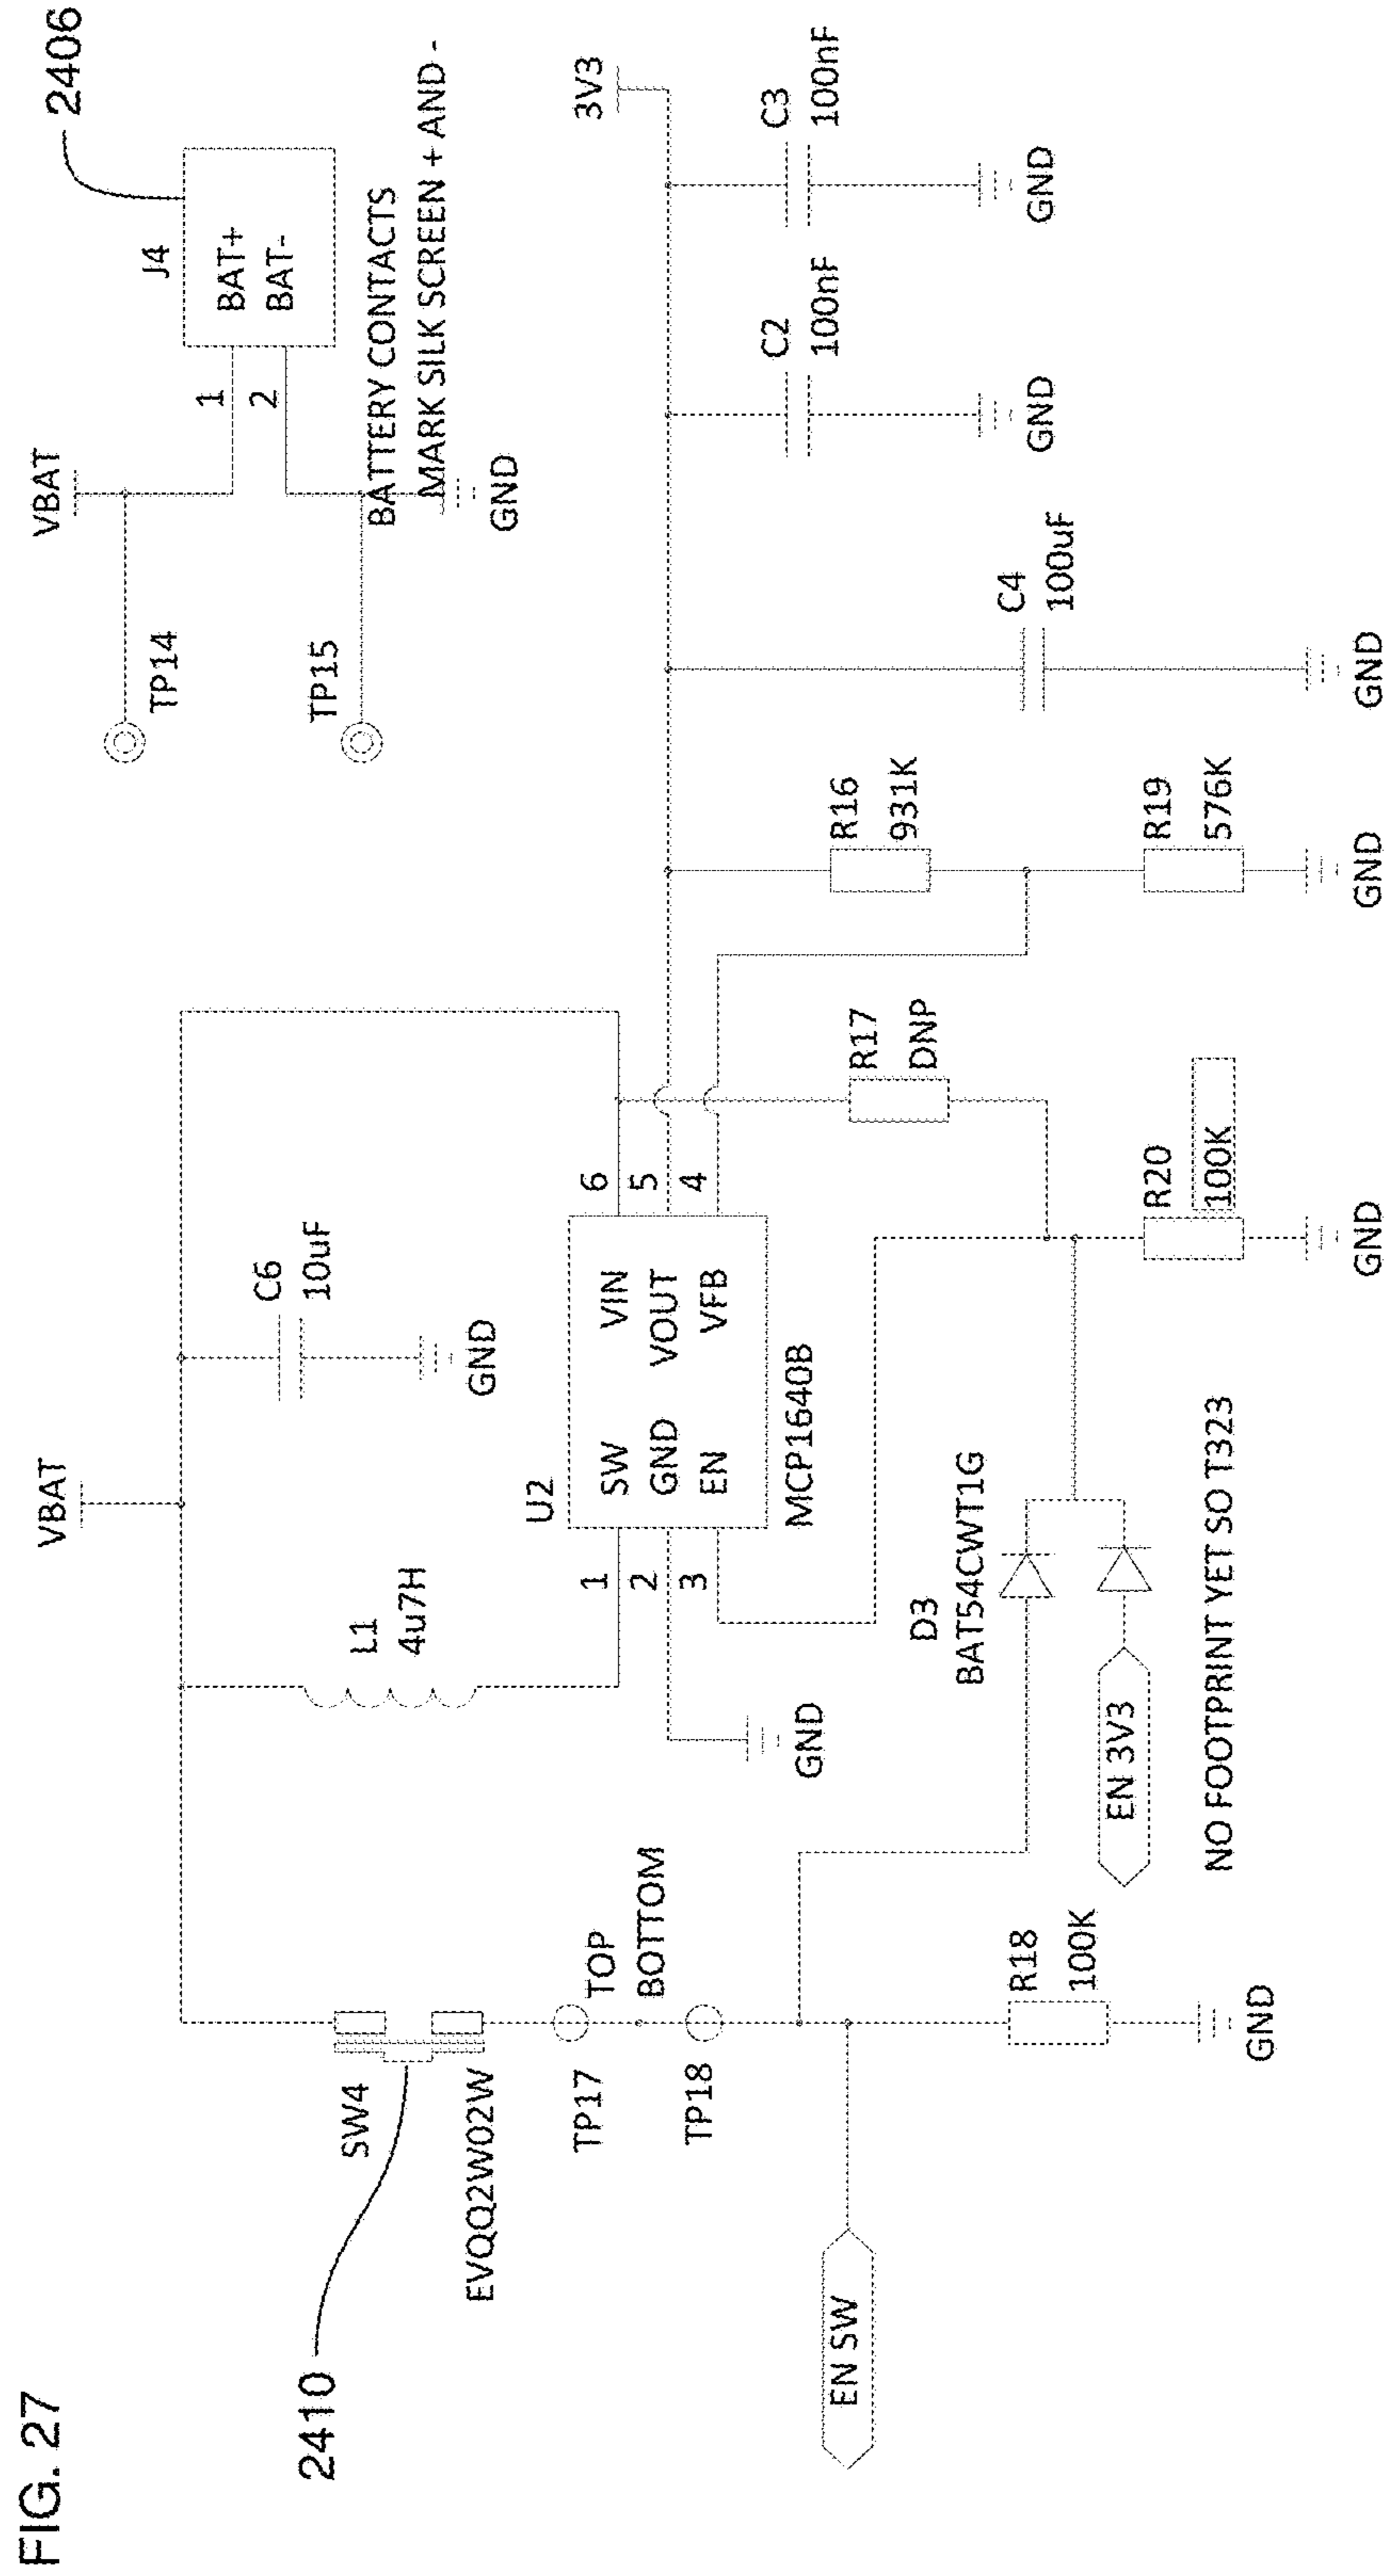 FIG. 27
2410
SW4
EVQQ2W02W
TP17
TOP
BOTTOM
TP18
EN SW
R18
100K
GND
VBAT
L1
4u7H
C6
10uF
GND
U2
1
2
3
SW
GND
EN
VIN
VOUT
VFB
6
5
4
MCP1640B
GND
D3
BAT54CWT1G
EN 3V3
NO FOOTPRINT YET SO T323
R17
DNP
R20
100K
GND
R16
931K
R19
576K
GND
C4
100uF
GND
C2
100nF
GND
C3
100nF
GND
3V3
VBAT
TP14
TP15
1
2
J4
BAT+
BAT-
2406
BATTERY CONTACTS
MARK SILK SCREEN + AND -
GND